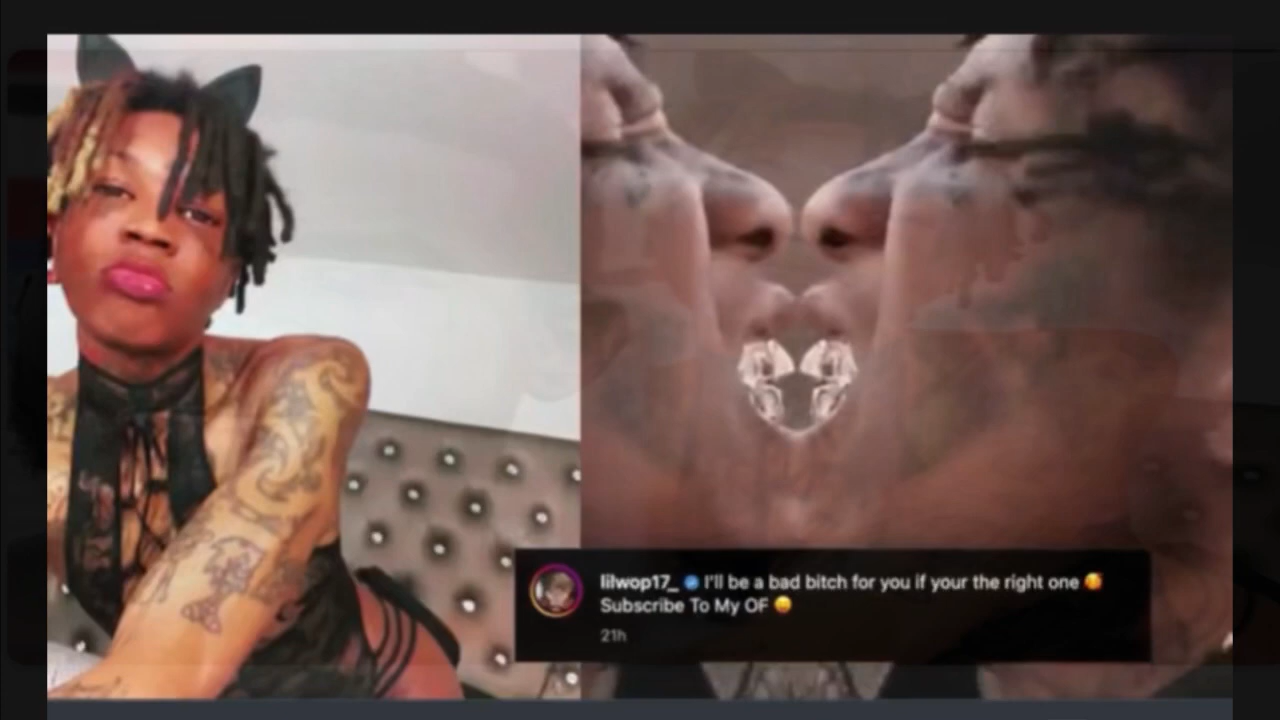 lilwop17_ I'll be a bad bitch for you if your the right one 🥰
Subscribe To My OF 😛
21h